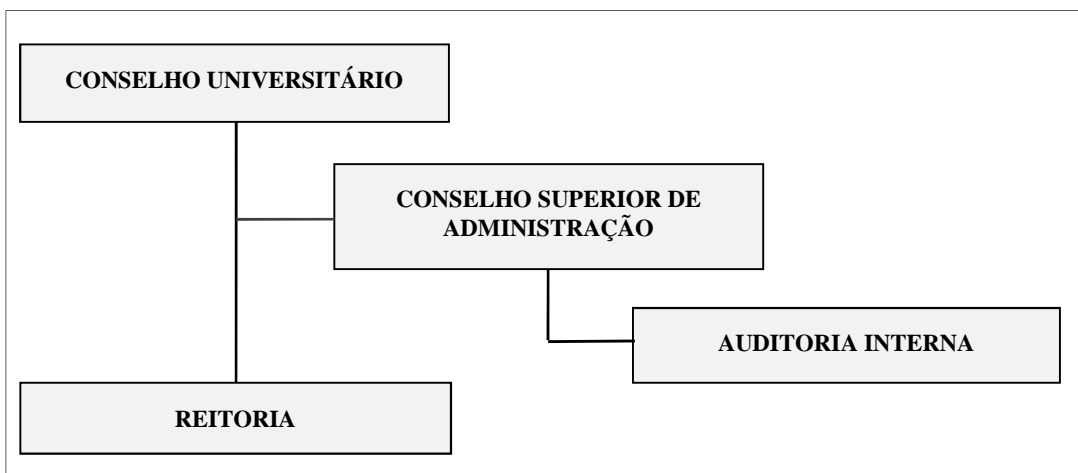 CONSELHO UNIVERSITÁRIO
CONSELHO SUPERIOR DE
ADMINISTRAÇÃO
AUDITORIA INTERNA
REITORIA